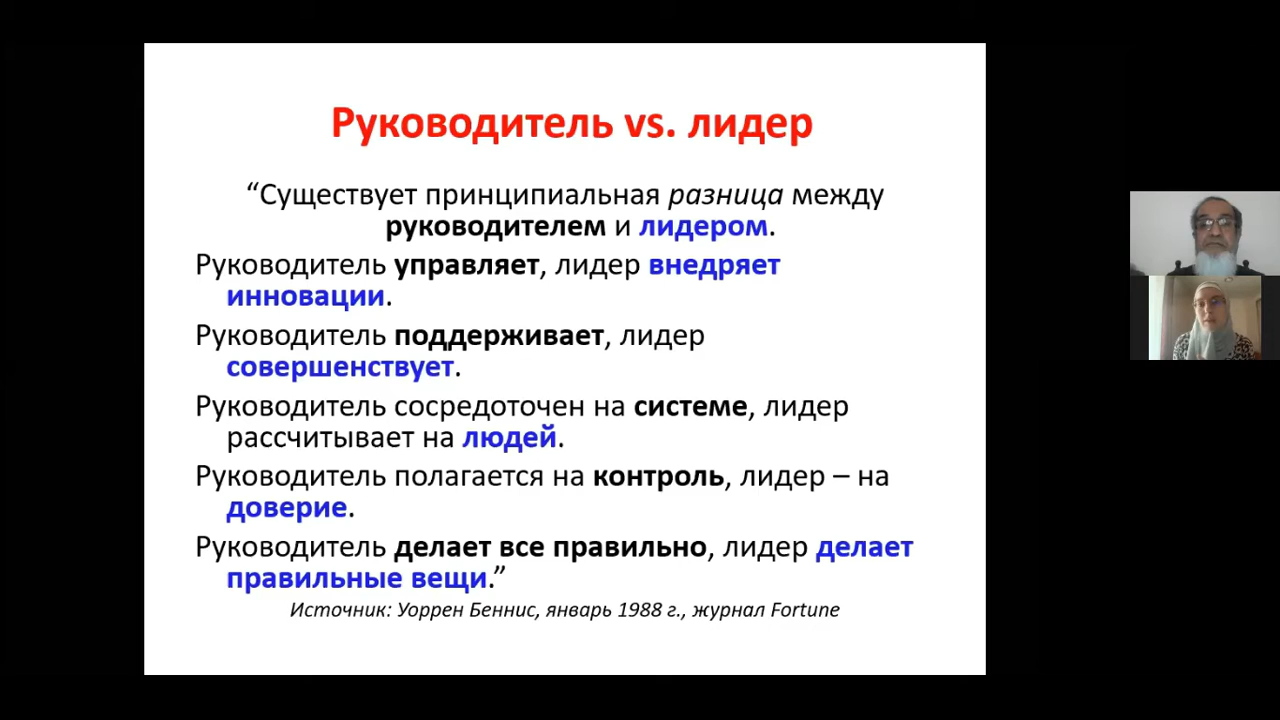 Руководитель vs. лидер
“Существует принципиальная разница между
руководителем и лидером.
Руководитель управляет, лидер внедряет
инновации.
Руководитель поддерживает, лидер
совершенствует.
Руководитель сосредоточен на системе, лидер
рассчитывает на людей.
Руководитель полагается на контроль, лидер – на
доверие.
Руководитель делает все правильно, лидер делает
правильные вещи.”
Источник: Уоррен Беннис, январь 1988 г., журнал Fortune